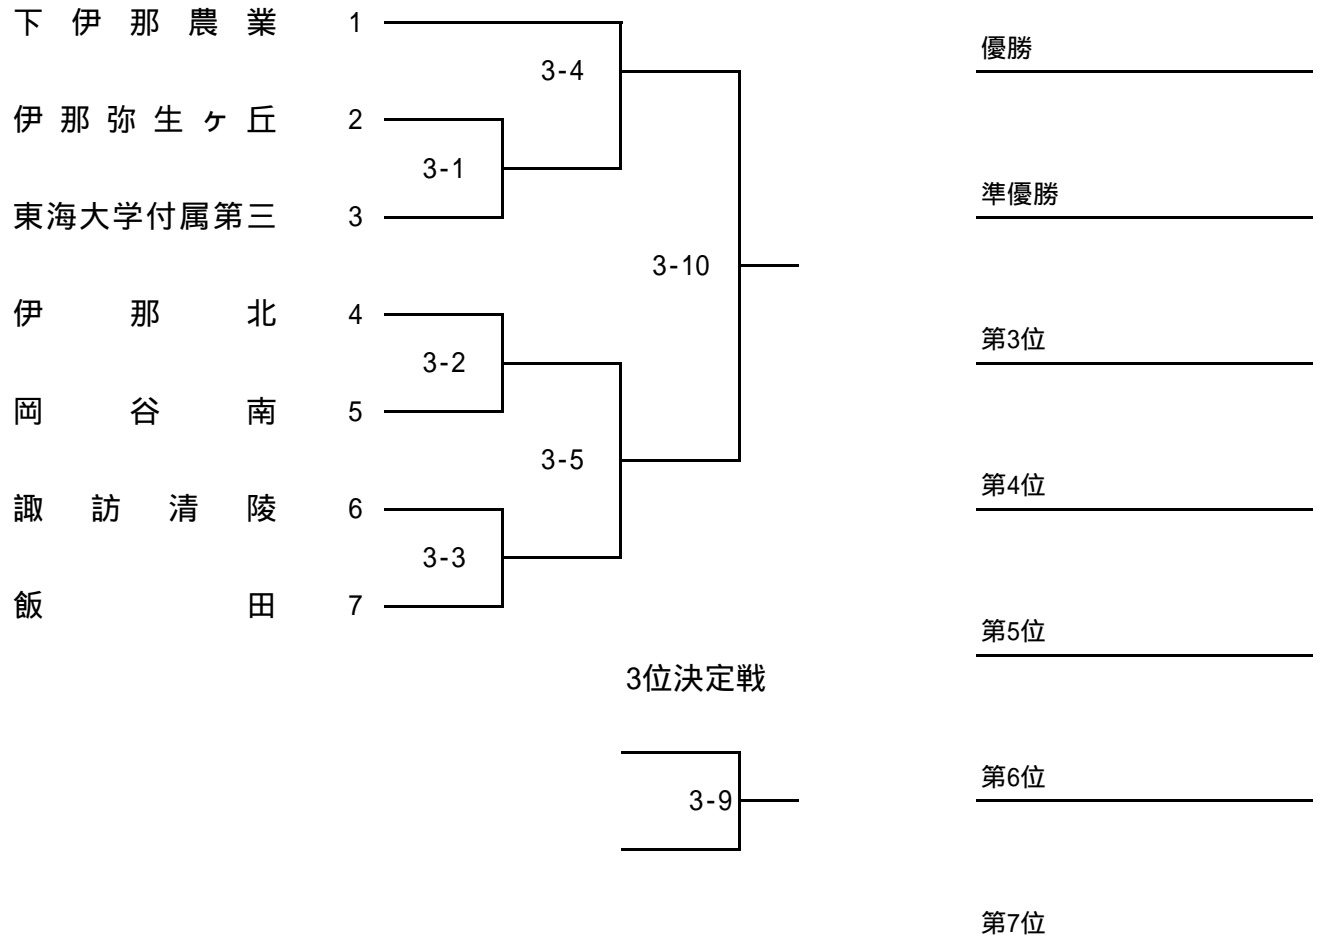 下伊那農業 1
3-4
優勝
伊那弥生ヶ丘 2
3-1
準優勝
東海大学付属第三 3
3-10
伊那北 4
第3位
3-2
岡谷南 5
3-5
第4位
諏訪清陵 6
3-3
飯田 7
第5位
3位決定戦
第6位
3-9
第7位